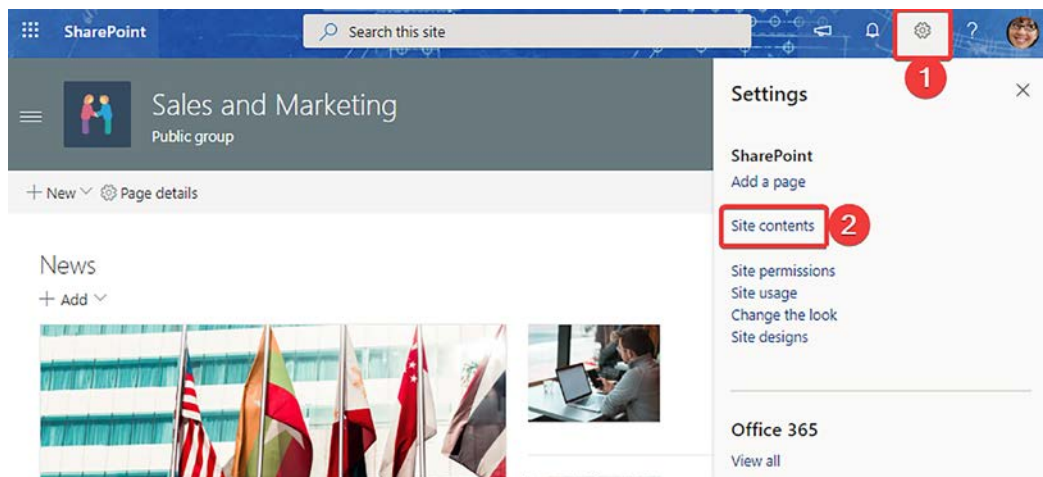 SharePoint
Search this site
?
1
Sales and Marketing
Public group
+ New Page details
News
+ Add
Settings
SharePoint
Add a page
Site contents
2
Site permissions
Site usage
Change the look
Site designs
Office 365
View all